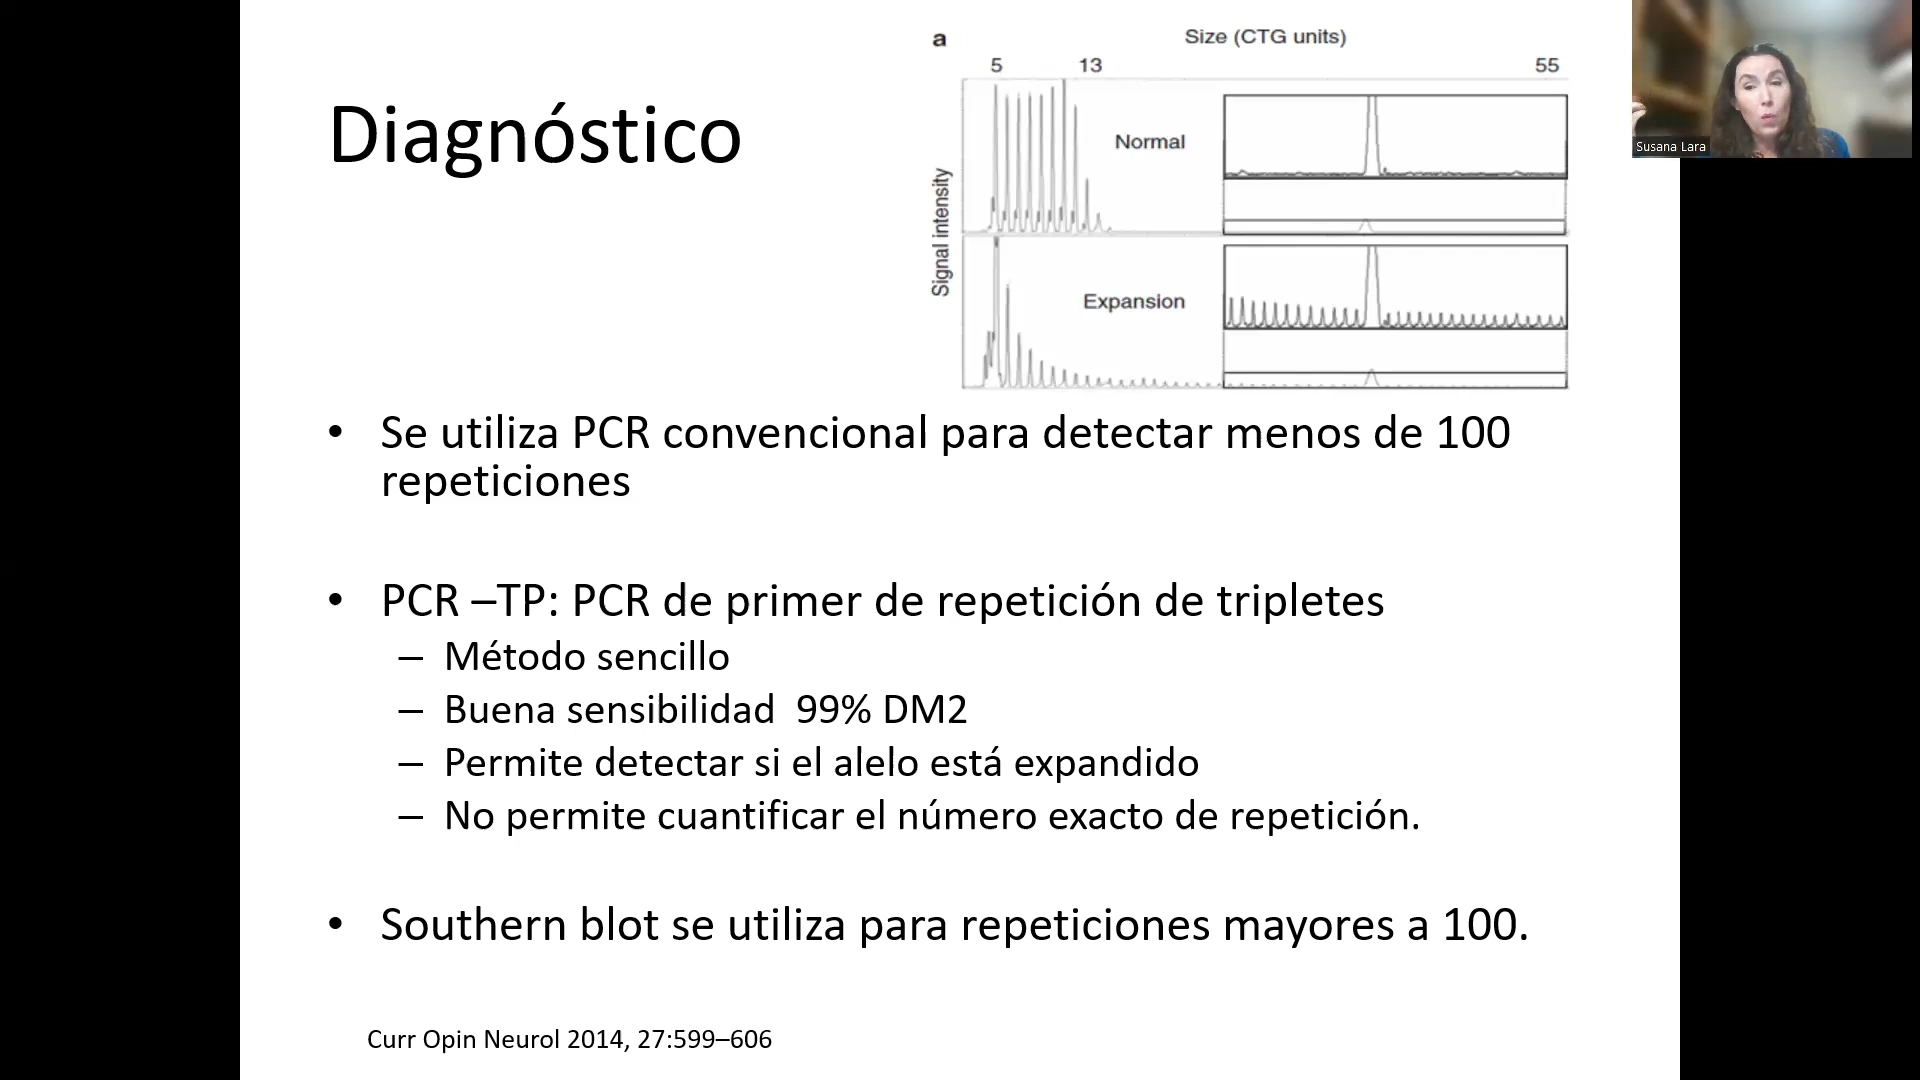 a
Size (CTG units)
5 13 55
Diagnóstico
Normal
Signal intensity
Expansion
Susana Lara
• Se utiliza PCR convencional para detectar menos de 100
repeticiones
• PCR –TP: PCR de primer de repetición de tripletes
– Método sencillo
– Buena sensibilidad 99% DM2
– Permite detectar si el alelo está expandido
– No permite cuantificar el número exacto de repetición.
• Southern blot se utiliza para repeticiones mayores a 100.
Curr Opin Neurol 2014, 27:599–606